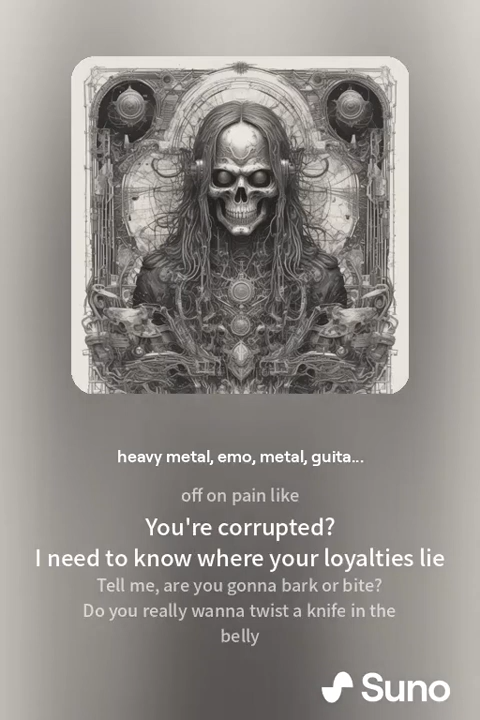 heavy metal, emo, metal, guita...
off on pain like
You're corrupted?
I need to know where your loyalties lie
Tell me, are you gonna bark or bite?
Do you really wanna twist a knife in the
belly
Suno